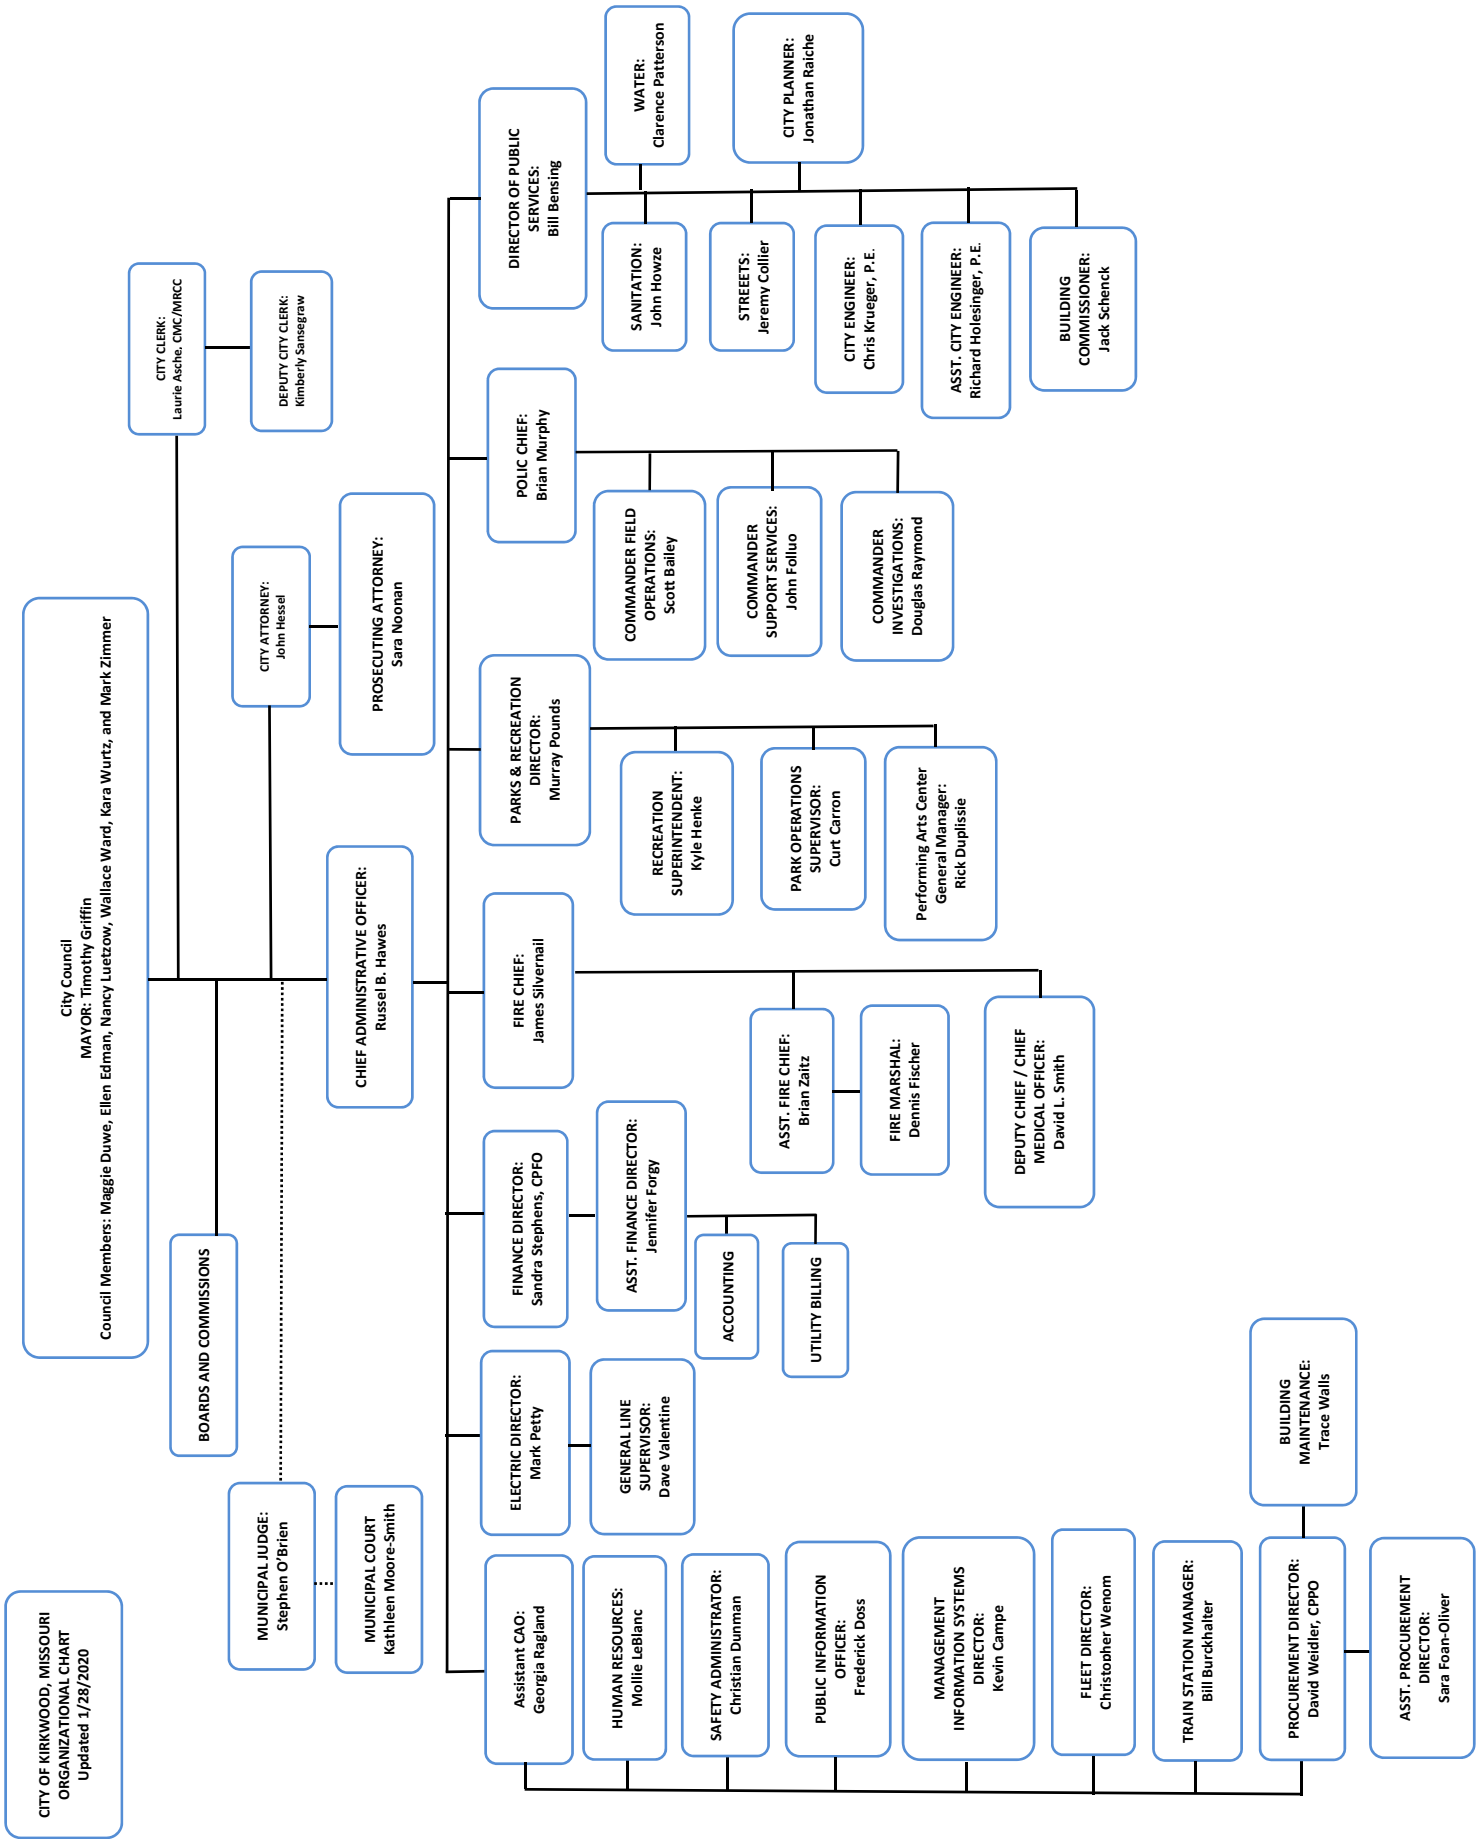 CITY OF KIRKWOOD, MISSOURI
ORGANIZATIONAL CHART
Updated 1/28/2020
City Council
MAYOR: Timothy Griffin
Council Members: Maggie Duwe, Ellen Edman, Nancy Luetzow, Wallace Ward, Kara Wurtz, and Mark Zimmer
CITY CLERK:
Laurie Asche, CMC/MRCC
DEPUTY CITY CLERK:
Kimberly Sansegraw
BOARDS AND COMMISSIONS
CITY ATTORNEY:
John Hessel
PROSECUTING ATTORNEY:
Sara Noonan
MUNICIPAL JUDGE:
Stephen O'Brien
MUNICIPAL COURT
Kathleen Moore-Smith
CHIEF ADMINISTRATIVE OFFICER:
Russel B. Hawes
Assistant CAO:
Georgia Ragland
HUMAN RESOURCES:
Mollie LeBlanc
SAFETY ADMINISTRATOR:
Christian Dunman
PUBLIC INFORMATION
OFFICER:
Frederick Doss
MANAGEMENT
INFORMATION SYSTEMS
DIRECTOR:
Kevin Campe
FLEET DIRECTOR:
Christopher Wenom
TRAIN STATION MANAGER:
Bill Burckhalter
PROCUREMENT DIRECTOR:
David Weidler, CPPO
BUILDING
MAINTENANCE:
Trace Walls
ASST. PROCUREMENT
DIRECTOR:
Sara Foan-Oliver
ELECTRIC DIRECTOR:
Mark Petty
GENERAL LINE
SUPERVISOR:
Dave Valentine
FINANCE DIRECTOR:
Sandra Stephens, CPFO
ASST. FINANCE DIRECTOR:
Jennifer Forgy
ACCOUNTING
UTILITY BILLING
FIRE CHIEF:
James Silvernail
ASST. FIRE CHIEF:
Brian Zaitz
FIRE MARSHAL:
Dennis Fischer
DEPUTY CHIEF / CHIEF
MEDICAL OFFICER:
David L. Smith
PARKS & RECREATION
DIRECTOR:
Murray Pounds
RECREATION
SUPERINTENDENT:
Kyle Henke
PARK OPERATIONS
SUPERVISOR:
Curt Carron
Performing Arts Center
General Manager:
Rick Duplissie
POLIC CHIEF:
Brian Murphy
COMMANDER FIELD
OPERATIONS:
Scott Bailey
COMMANDER
SUPPORT SERVICES:
John Folluo
COMMANDER
INVESTIGATIONS:
Douglas Raymond
DIRECTOR OF PUBLIC
SERVICES:
Bill Bensing
WATER:
Clarence Patterson
SANITATION:
John Howze
STREEETS:
Jeremy Collier
CITY PLANNER:
Jonathan Raiche
CITY ENGINEER:
Chris Krueger, P.E.
ASST. CITY ENGINEER:
Richard Holesinger, P.E.
BUILDING
COMMISSIONER:
Jack Schenck